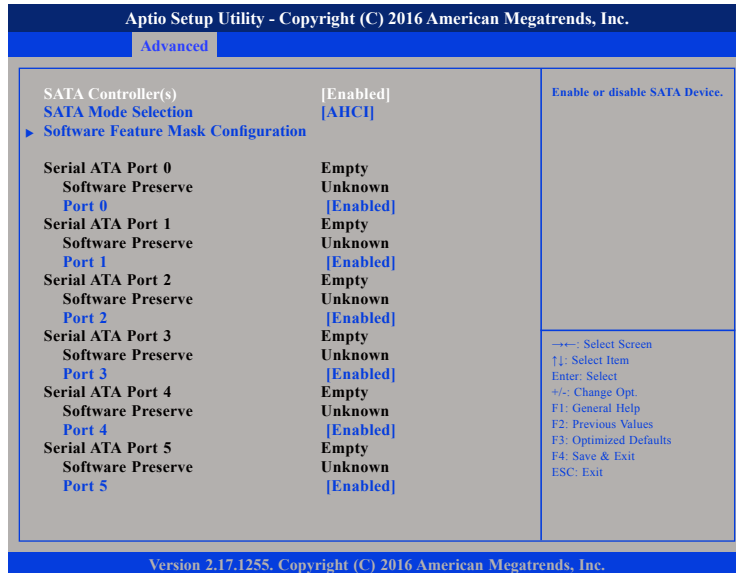 Aptio Setup Utility - Copyright (C) 2016 American Megatrends, Inc.
Advanced
SATA Controller(s) [Enabled]
SATA Mode Selection [AHCI]
▶ Software Feature Mask Configuration
Serial ATA Port 0 Empty
Software Preserve Unknown
Port 0 [Enabled]
Serial ATA Port 1 Empty
Software Preserve Unknown
Port 1 [Enabled]
Serial ATA Port 2 Empty
Software Preserve Unknown
Port 2 [Enabled]
Serial ATA Port 3 Empty
Software Preserve Unknown
Port 3 [Enabled]
Serial ATA Port 4 Empty
Software Preserve Unknown
Port 4 [Enabled]
Serial ATA Port 5 Empty
Software Preserve Unknown
Port 5 [Enabled]
Enable or disable SATA Device.
→←: Select Screen
↑↓: Select Item
Enter: Select
+/-: Change Opt.
F1: General Help
F2: Previous Values
F3: Optimized Defaults
F4: Save & Exit
ESC: Exit
Version 2.17.1255. Copyright (C) 2016 American Megatrends, Inc.